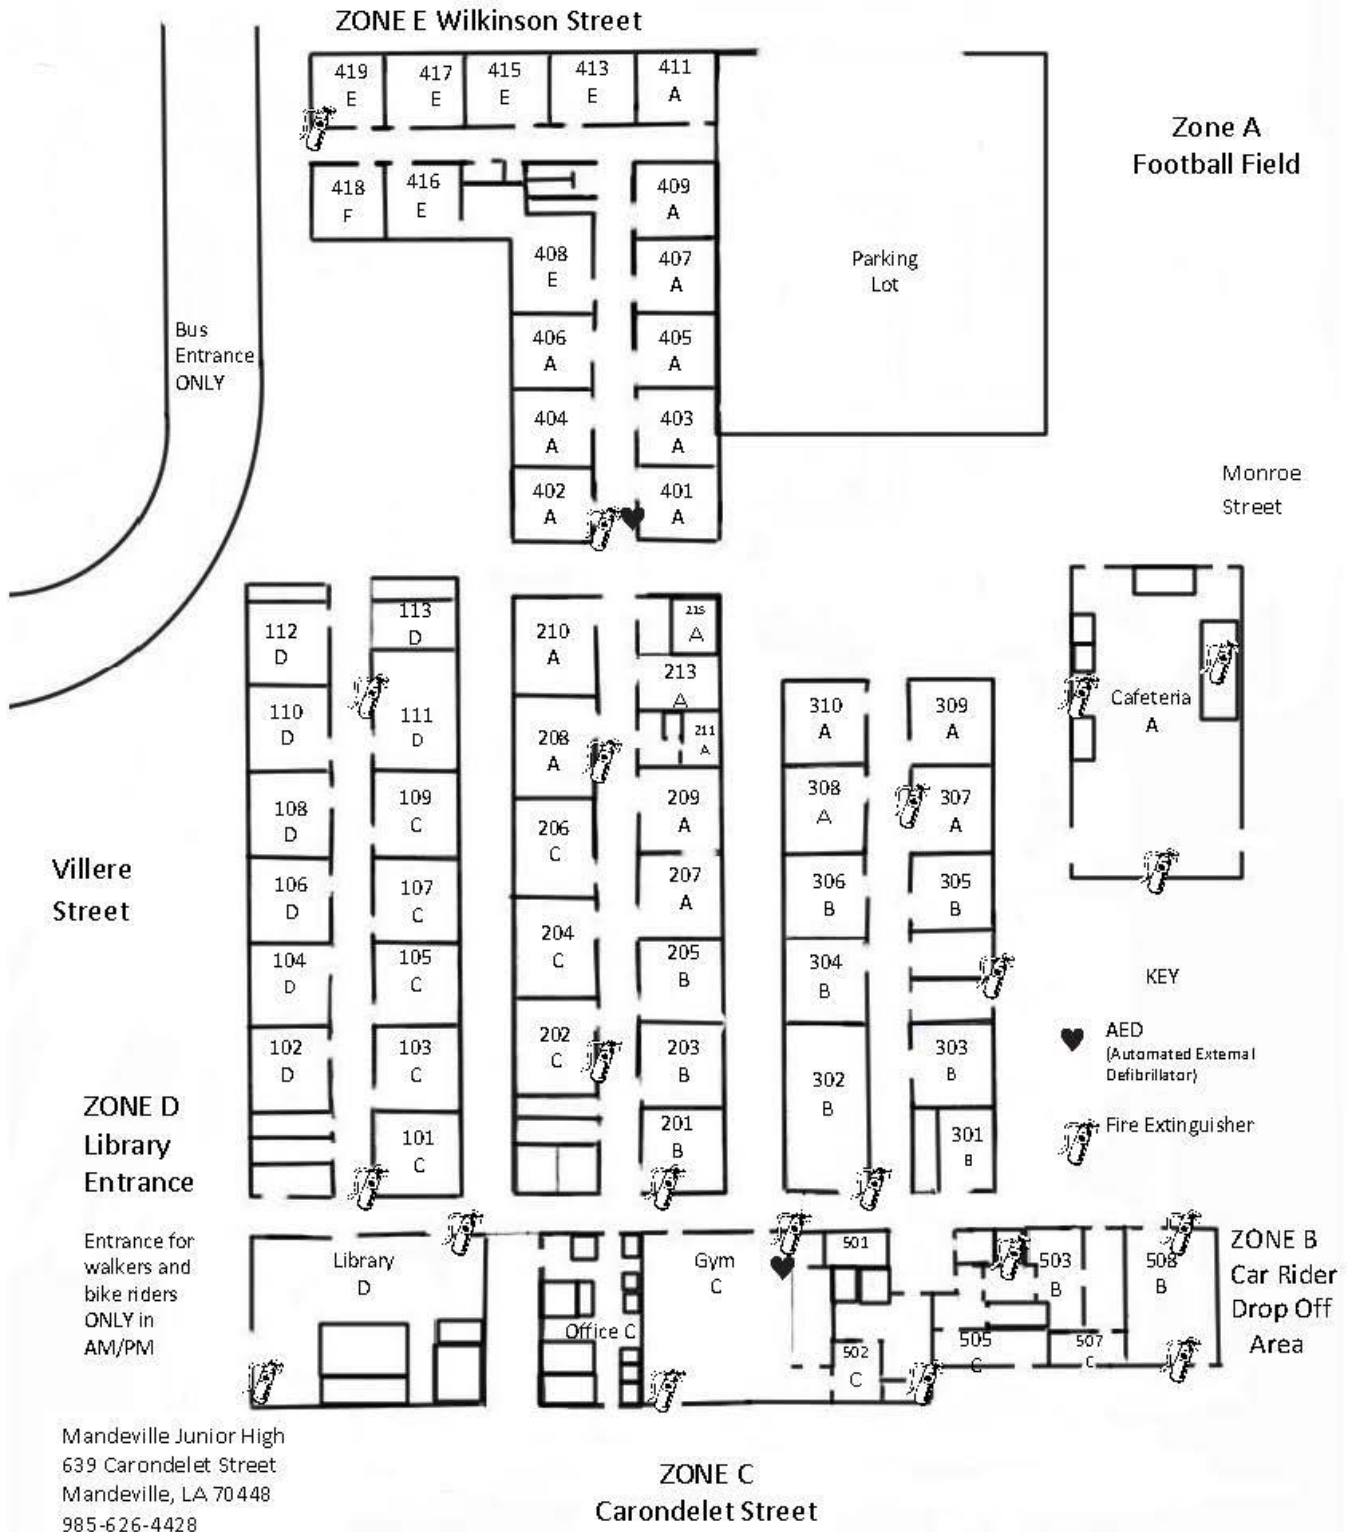 ZONE E Wilkinson Street
419
E
417
E
415
E
413
E
411
A
Zone A
Football Field
418
F
416
E
409
A
408
E
407
A
Parking
Lot
Bus
Entrance
ONLY
406
A
405
A
404
A
403
A
402
A
401
A
Monroe
Street
112
D
113
D
210
A
215
A
213
A
110
D
111
D
208
A
211
A
310
A
309
A
Cafeteria
A
108
D
109
C
206
C
209
A
308
A
307
A
Villere
Street
106
D
107
C
207
A
306
B
305
B
104
D
105
C
204
C
205
B
304
B
KEY
102
D
103
C
202
C
203
B
302
B
303
B
AED
(Automated External
Defibrillator)
ZONE D
Library
Entrance
101
C
201
B
301
B
Fire Extinguisher
Entrance for
walkers and
bike riders
ONLY in
AM/PM
Library
D
Office C
Gym
C
501
502
C
503
B
505
C
507
C
508
B
ZONE B
Car Rider
Drop Off
Area
Mandeville Junior High
639 Carondelet Street
Mandeville, LA 70448
985-626-4428
ZONE C
Carondelet Street